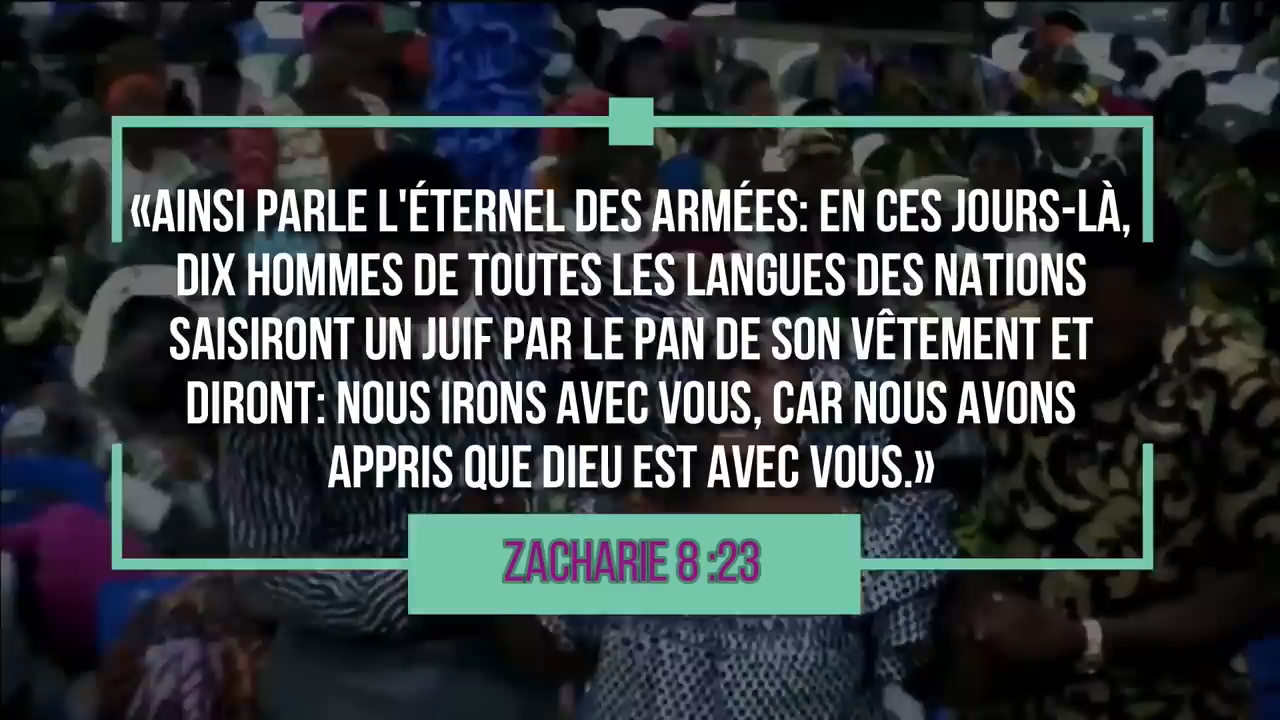 «AINSI PARLE L'ÉTERNEL DES ARMÉES: EN CES JOURS-LÀ,
DIX HOMMES DE TOUTES LES LANGUES DES NATIONS
SAISIRONT UN JUIF PAR LE PAN DE SON VÊTEMENT ET
DIRONT: NOUS IRONS AVEC VOUS, CAR NOUS AVONS
APPRIS QUE DIEU EST AVEC VOUS.»
ZACHARIE 8 :23